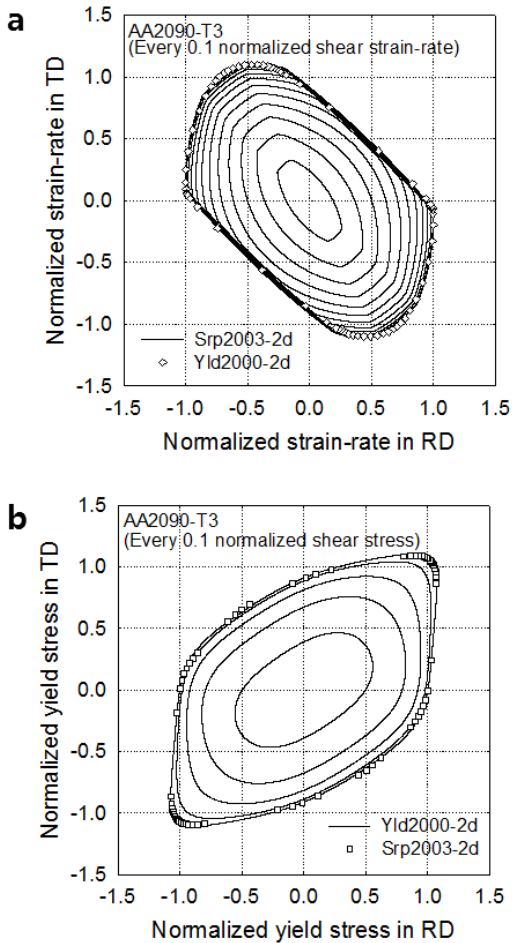 a
AA2090-T3
(Every 0.1 normalized shear strain-rate)
1.5
1.0
0.5
0.0
-0.5
-1.0
-1.5
Normalized strain-rate in TD
Srp2003-2d
Yld2000-2d
-1.5 -1.0 -0.5 0.0 0.5 1.0 1.5
Normalized strain-rate in RD
b
AA2090-T3
(Every 0.1 normalized shear stress)
1.5
1.0
0.5
0.0
-0.5
-1.0
-1.5
Normalized yield stress in TD
Yld2000-2d
Srp2003-2d
-1.5 -1.0 -0.5 0.0 0.5 1.0 1.5
Normalized yield stress in RD